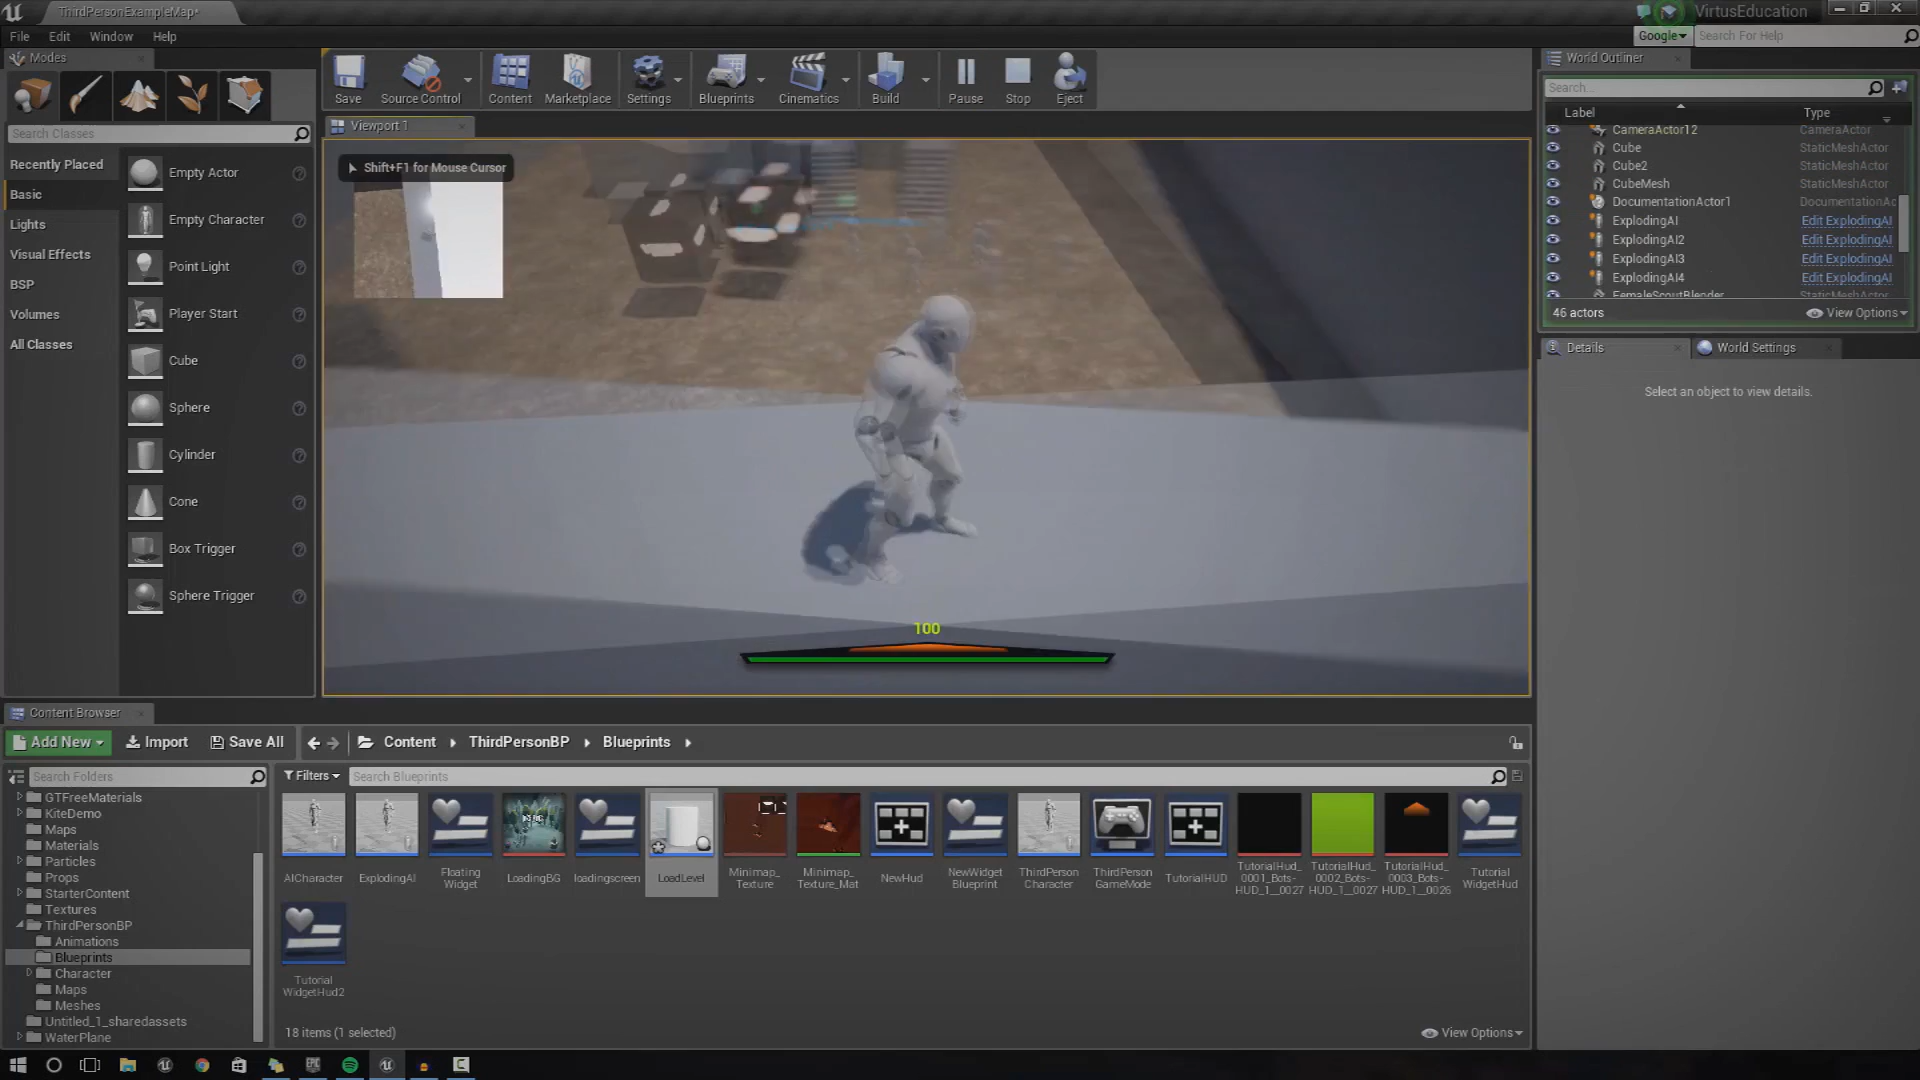 ThirdPersonExampleMap*
VirtusEducation
File Edit Window Help
Google
Search For Help
Modes
Search Classes
Recently Placed
Basic
Lights
Visual Effects
BSP
Volumes
All Classes
Empty Actor
Empty Character
Point Light
Player Start
Cube
Sphere
Cylinder
Cone
Box Trigger
Sphere Trigger
Save Source Control Content Marketplace Settings Blueprints Cinematics Build Pause Stop Eject
Viewport 1
Shift+F1 for Mouse Cursor
100
World Outliner
Search...
Label Type
CameraActor12 CameraActor
Cube StaticMeshActor
Cube2 StaticMeshActor
CubeMesh StaticMeshActor
DocumentationActor1 DocumentationAc
ExplodingAI Edit ExplodingAI
ExplodingAI2 Edit ExplodingAI
ExplodingAI3 Edit ExplodingAI
ExplodingAI4 Edit ExplodingAI
FemaleScoutBlender StaticMeshActor
46 actors
View Options
Details
World Settings
Select an object to view details.
Content Browser
Add New Import Save All Content ThirdPersonBP Blueprints
Search Folders
Filters
Search Blueprints
GTFreeMaterials
KiteDemo
Maps
Materials
Particles
Props
StarterContent
Textures
ThirdPersonBP
Animations
Blueprints
Character
Maps
Meshes
Untitled_1_sharedassets
WaterPlane
AICharacter
ExplodingAI
Floating
Widget
LoadingBG
loadingscreen
LoadLevel
Minimap_
Texture
Minimap_
Texture_Mat
NewHud
NewWidget
Blueprint
ThirdPerson
Character
ThirdPerson
GameMode
TutorialHUD
TutorialHud_
0001_Bots-
HUD_1__0027
TutorialHud_
0002_Bots-
HUD_1__0027
TutorialHud_
0003_Bots-
HUD_1__0026
Tutorial
WidgetHud
Tutorial
WidgetHud2
18 items (1 selected)
View Options
EPIC